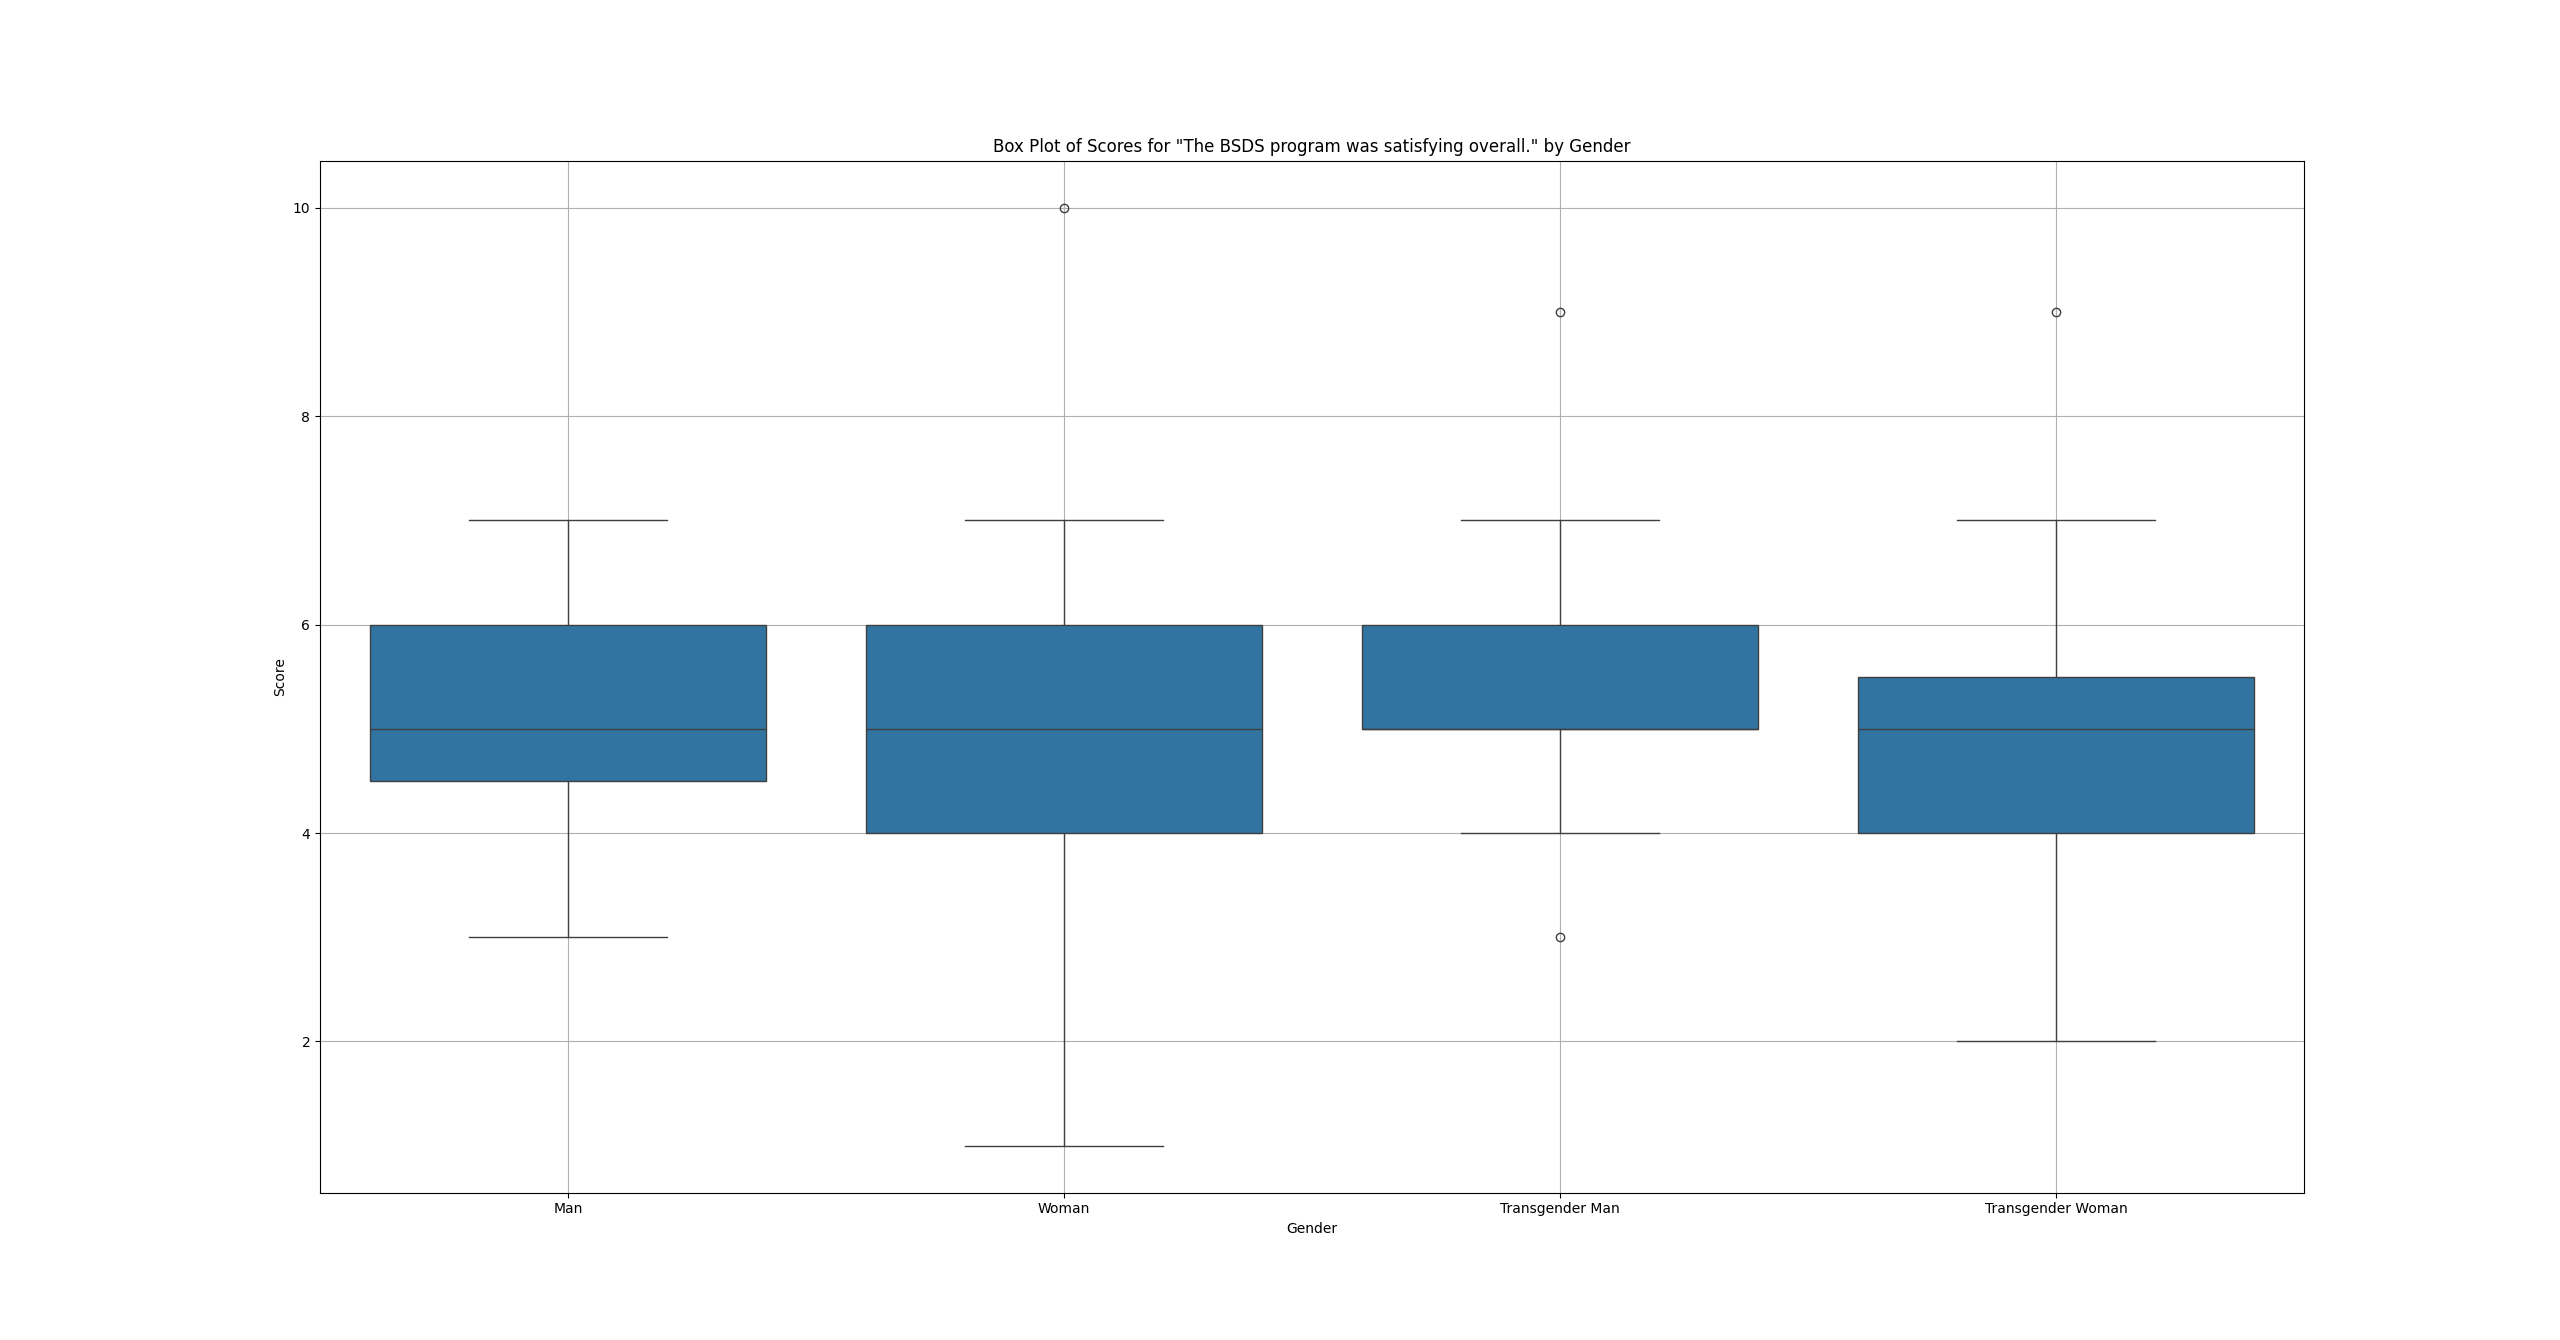 Box Plot of Scores for "The BSDS program was satisfying overall." by Gender
10
8
6
4
2
Score
Man
Woman
Transgender Man
Transgender Woman
Gender